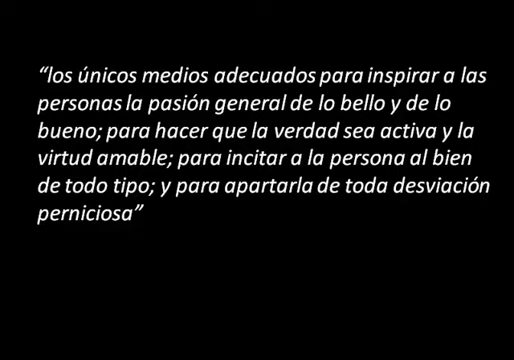 “los únicos medios adecuados para inspirar a las
personas la pasión general de lo bello y de lo
bueno; para hacer que la verdad sea activa y la
virtud amable; para incitar a la persona al bien
de todo tipo; y para apartarla de toda desviación
perniciosa”